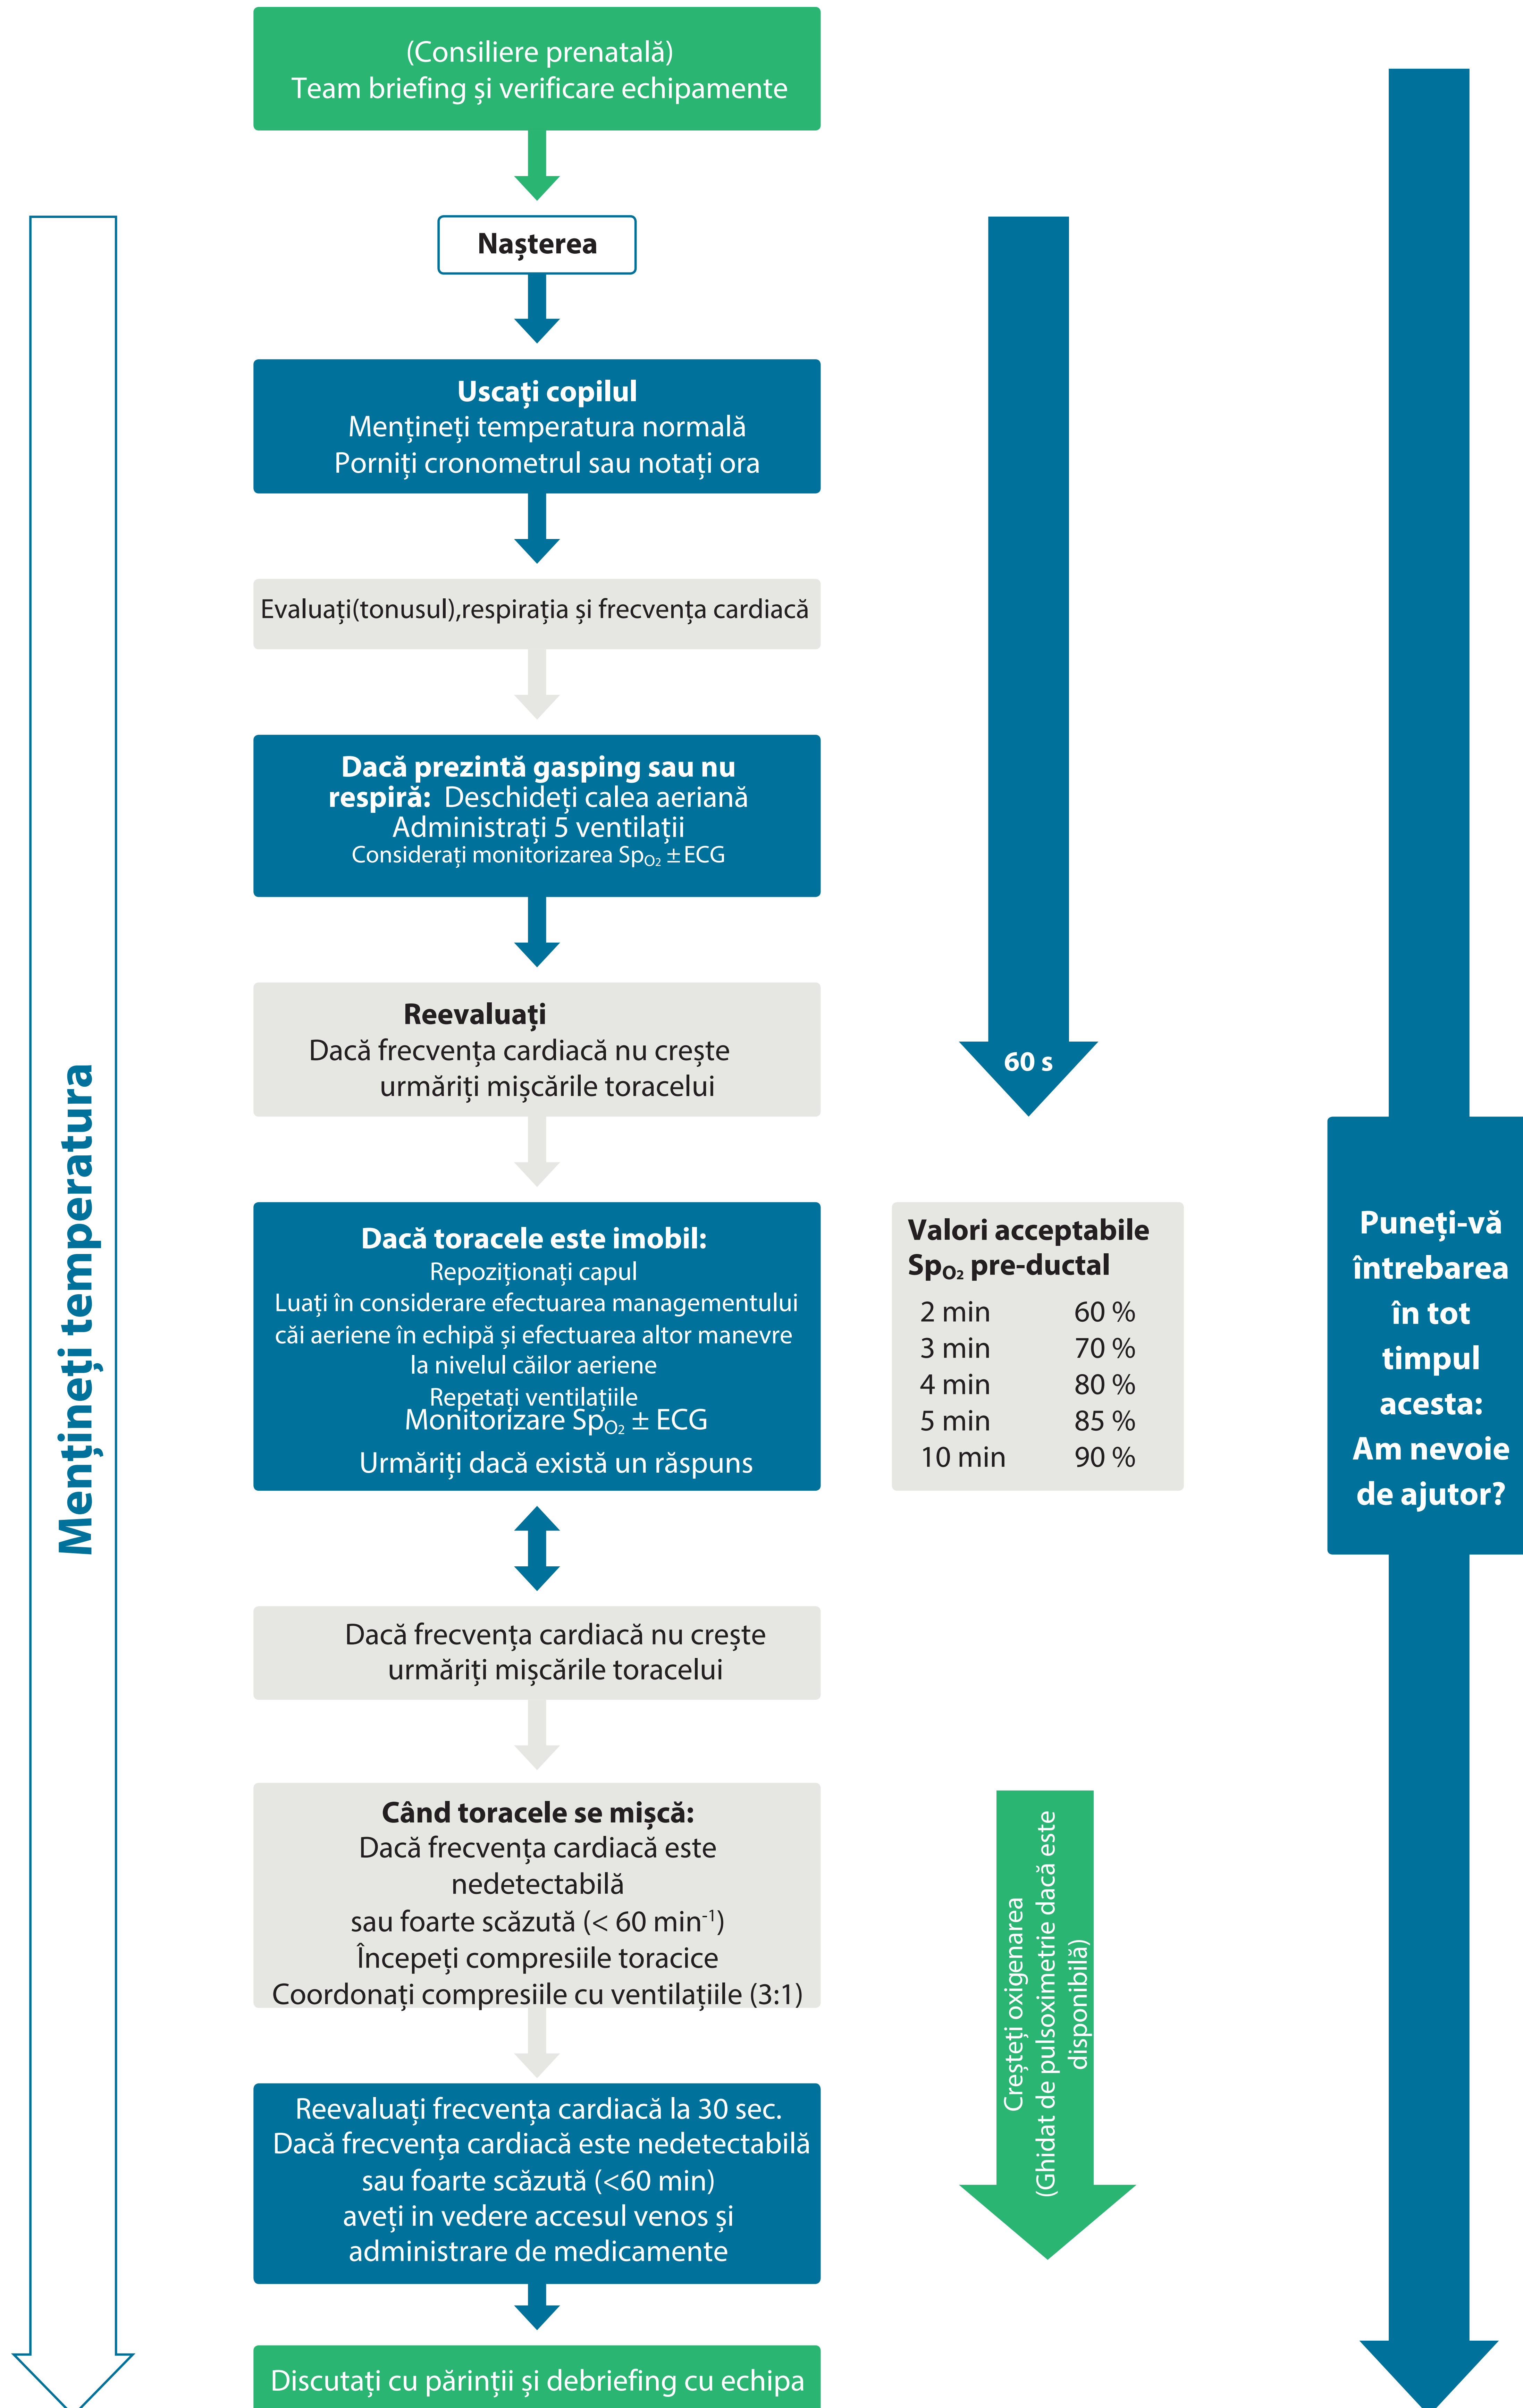 (Consiliere prenatală)
Team briefing și verificare echipamente
Nașterea
Uscați copilul
Mențineți temperatura normală
Porniți cronometrul sau notați ora
Evaluați(tonusul),respirația și frecvența cardiacă
Dacă prezintă gasping sau nu
respiră: Deschideți calea aeriană
Administrați 5 ventilații
Considerați monitorizarea SpO₂ ± ECG
Reevaluați
Dacă frecvența cardiacă nu crește
urmăriți mișcările toracelui
60 s
Dacă toracele este imobil:
Repoziționați capul
Luați în considerare efectuarea managementului
căi aeriene în echipă și efectuarea altor manevre
la nivelul căilor aeriene
Repetați ventilațiile
Monitorizare SpO₂ ± ECG
Urmăriți dacă există un răspuns
Valori acceptabile
SpO₂ pre-ductal
2 min 60 %
3 min 70 %
4 min 80 %
5 min 85 %
10 min 90 %
Puneți-vă
întrebarea
în tot
timpul
acesta:
Am nevoie
de ajutor?
Mențineți temperatura
Dacă frecvența cardiacă nu crește
urmăriți mișcările toracelui
Când toracele se mișcă:
Dacă frecvența cardiacă este
nedetectabilă
sau foarte scăzută (< 60 min⁻¹)
Începeți compresiile toracice
Coordonați compresiile cu ventilațiile (3:1)
Creșteți oxigenarea
(Ghidat de pulsoximetrie dacă este
disponibilă)
Reevaluați frecvența cardiacă la 30 sec.
Dacă frecvența cardiacă este nedetectabilă
sau foarte scăzută (<60 min)
aveți in vedere accesul venos și
administrare de medicamente
Discutați cu părinții și debriefing cu echipa